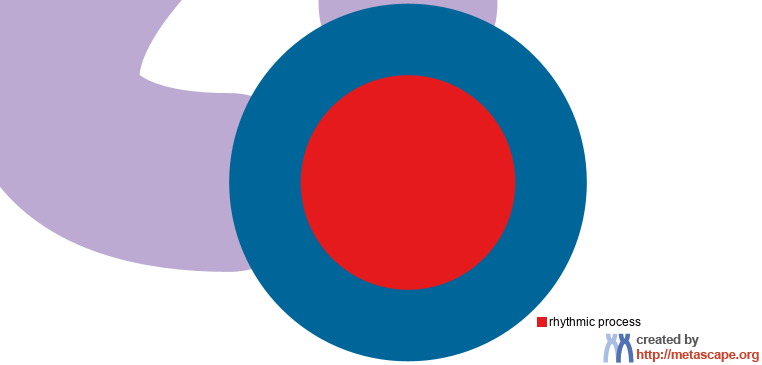 rhythmic process
created by
http://metascape.org